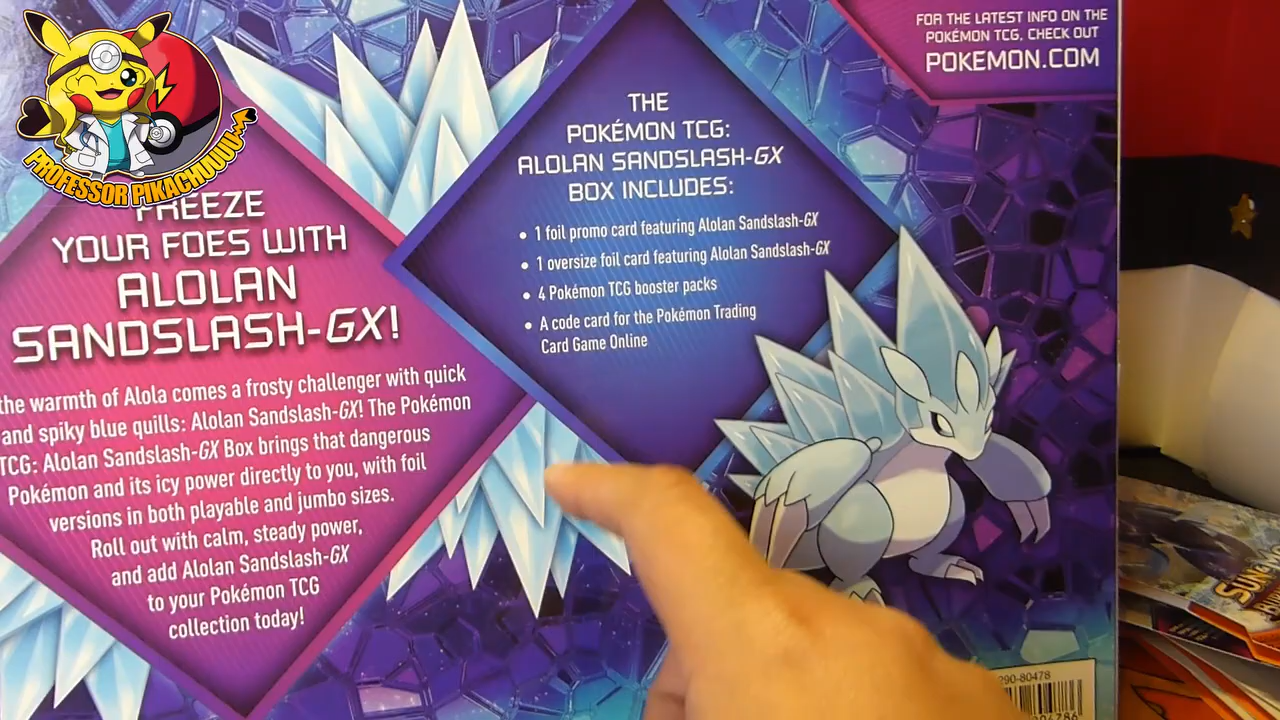 PROFESSOR PIKACHUUUU
FREEZE
YOUR FOES WITH
ALOLAN
SANDSLASH-GX!
the warmth of Alola comes a frosty challenger with quick
and spiky blue quills: Alolan Sandslash-GX! The Pokémon
TCG: Alolan Sandslash-GX Box brings that dangerous
Pokémon and its icy power directly to you, with foil
versions in both playable and jumbo sizes.
Roll out with calm, steady power,
and add Alolan Sandslash-GX
to your Pokémon TCG
collection today!
THE
POKÉMON TCG:
ALOLAN SANDSLASH-GX
BOX INCLUDES:
• 1 foil promo card featuring Alolan Sandslash-GX
• 1 oversize foil card featuring Alolan Sandslash-GX
• 4 Pokémon TCG booster packs
• A code card for the Pokémon Trading
Card Game Online
FOR THE LATEST INFO ON THE
POKÉMON TCG, CHECK OUT
POKEMON.COM
290-80478
SUN